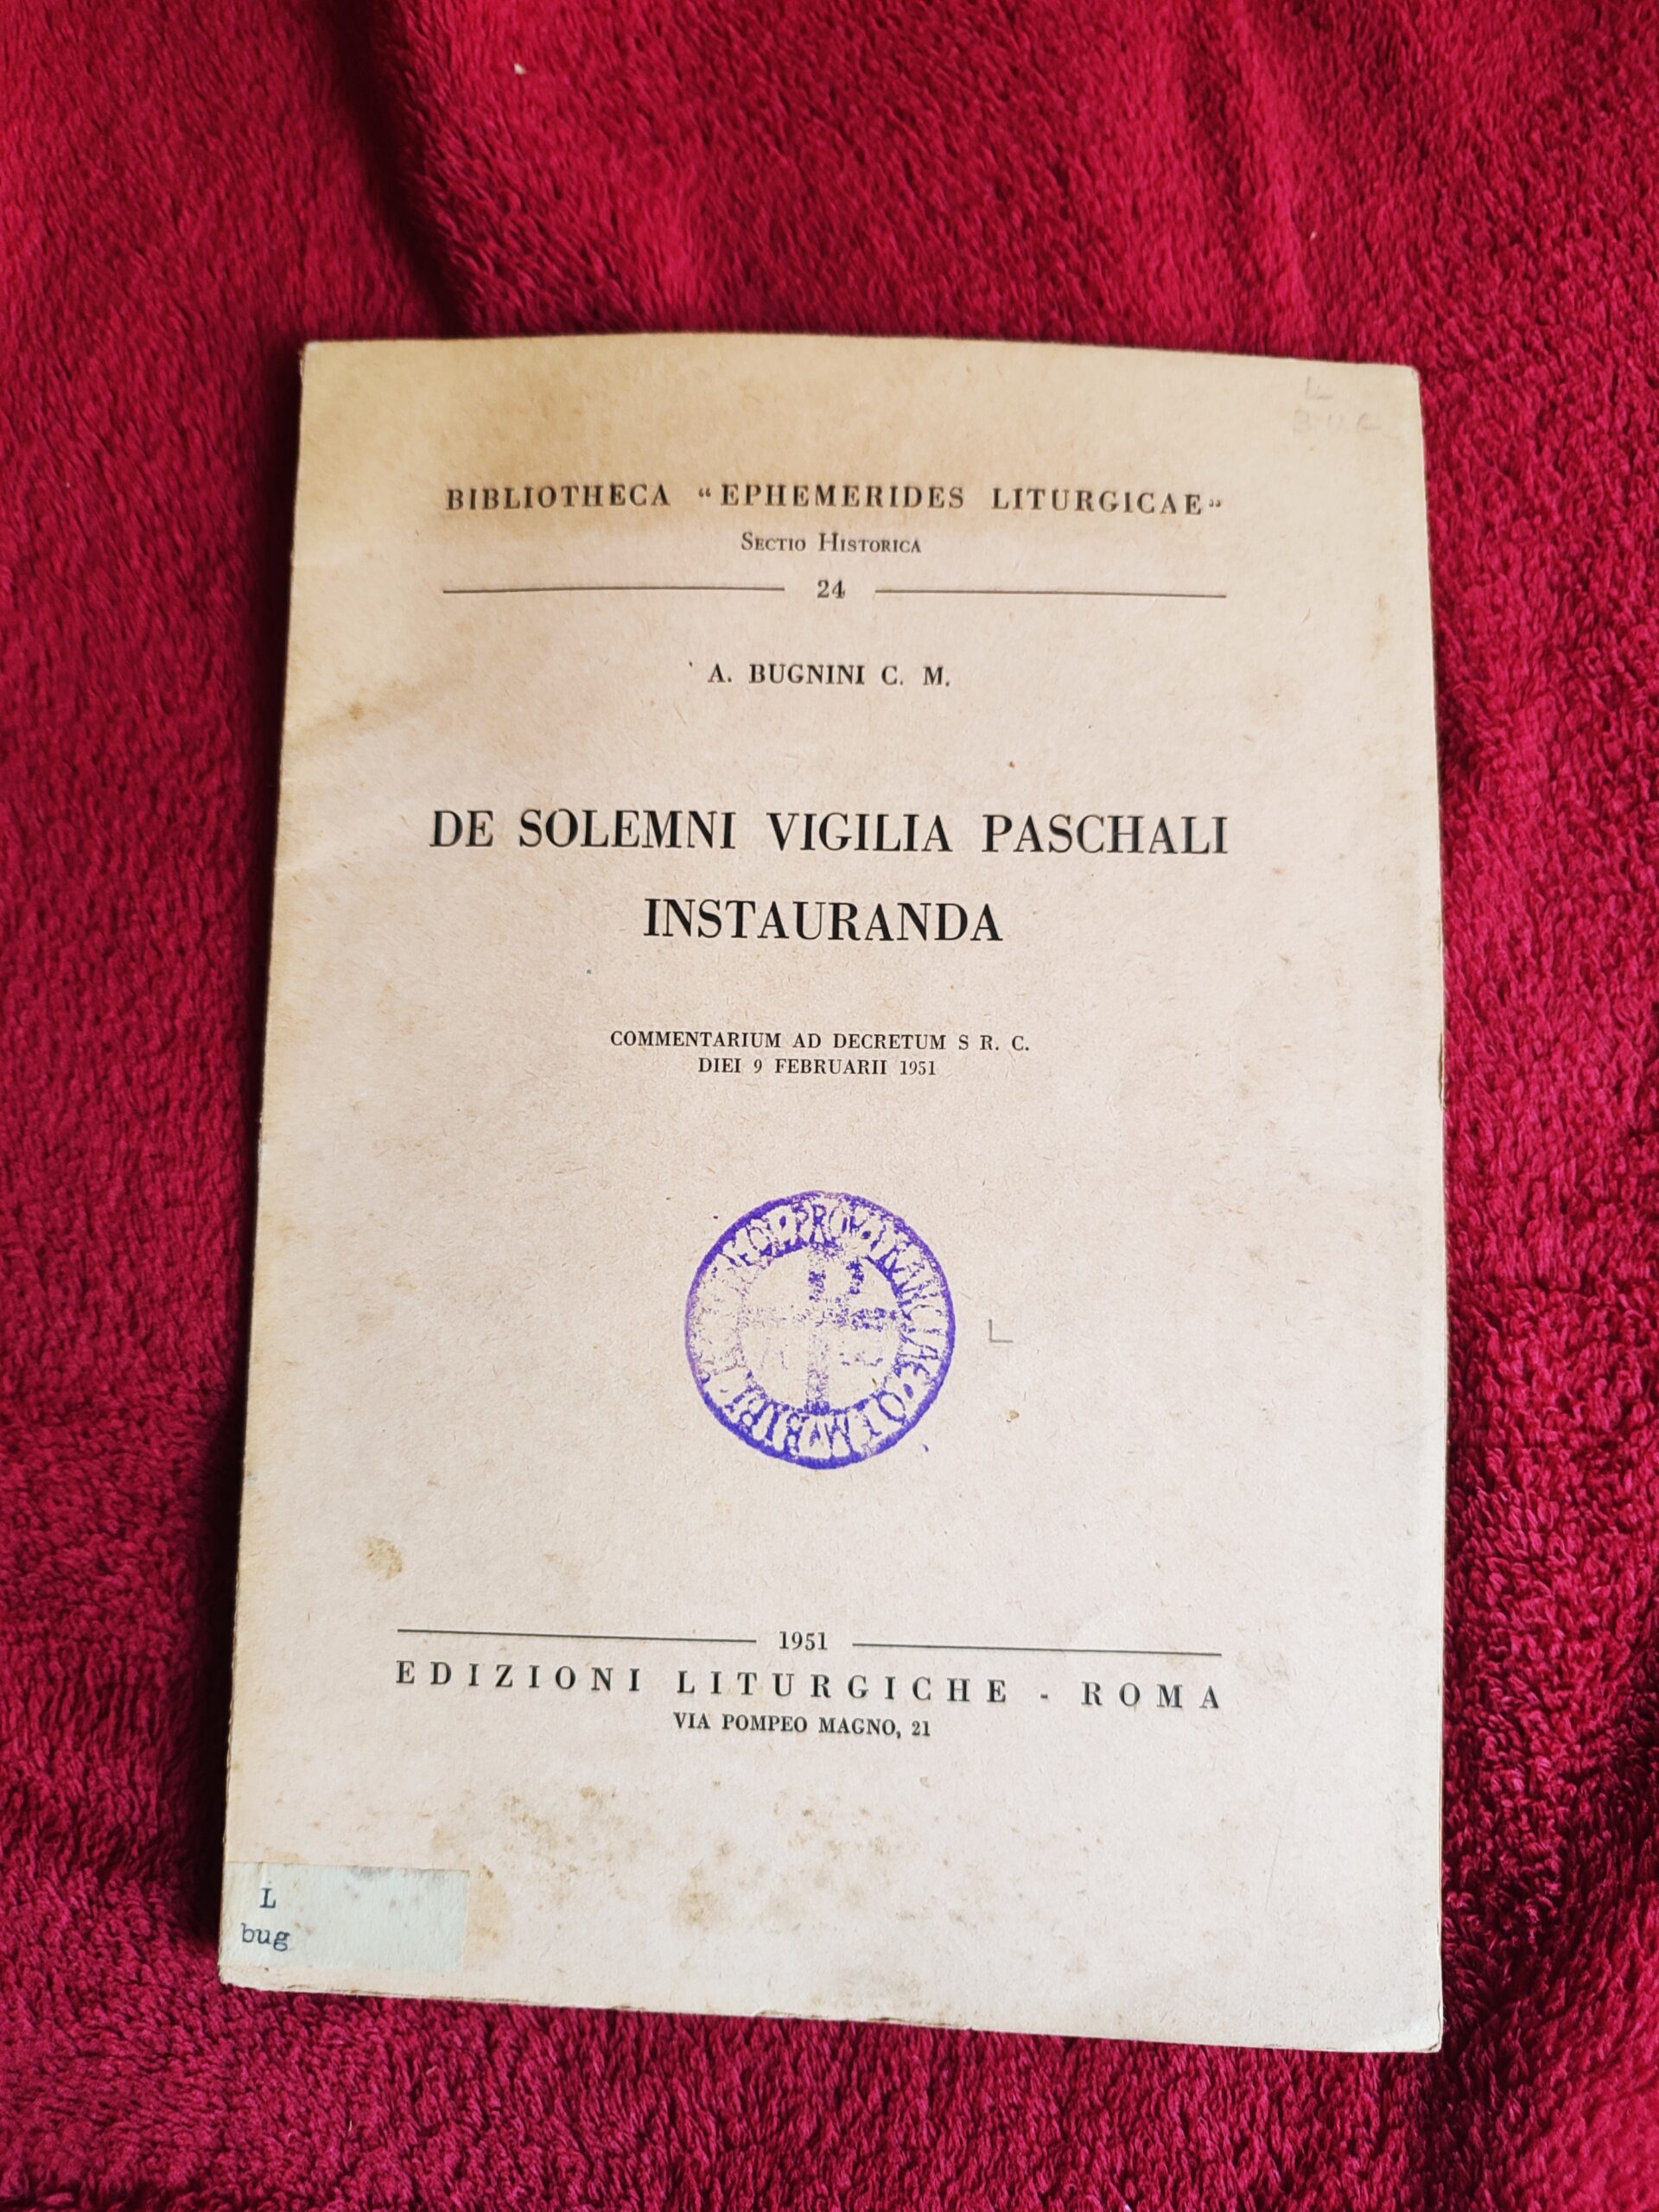 BIBLIOTHECA “EPHEMERIDES LITURGICAE”
SECTIO HISTORICA
24
A. BUGNINI C. M.
DE SOLEMNI VIGILIA PASCHALI
INSTAURANDA
COMMENTARIUM AD DECRETUM S R. C.
DIEI 9 FEBRUARII 1951
L
1951
EDIZIONI LITURGICHE - ROMA
VIA POMPEO MAGNO, 21
L
bug